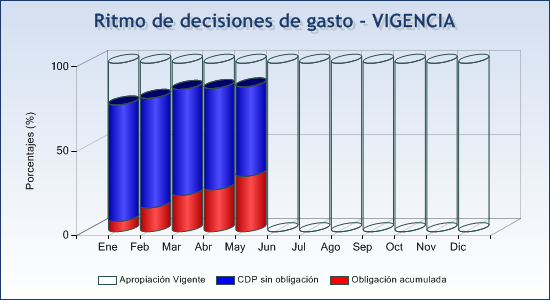 Ritmo de decisiones de gasto - VIGENCIA
Porcentajes (%)
100
50
0
Ene Feb Mar Abr May Jun Jul Ago Sep Oct Nov Dic
Apropiación Vigente CDP sin obligación Obligación acumulada